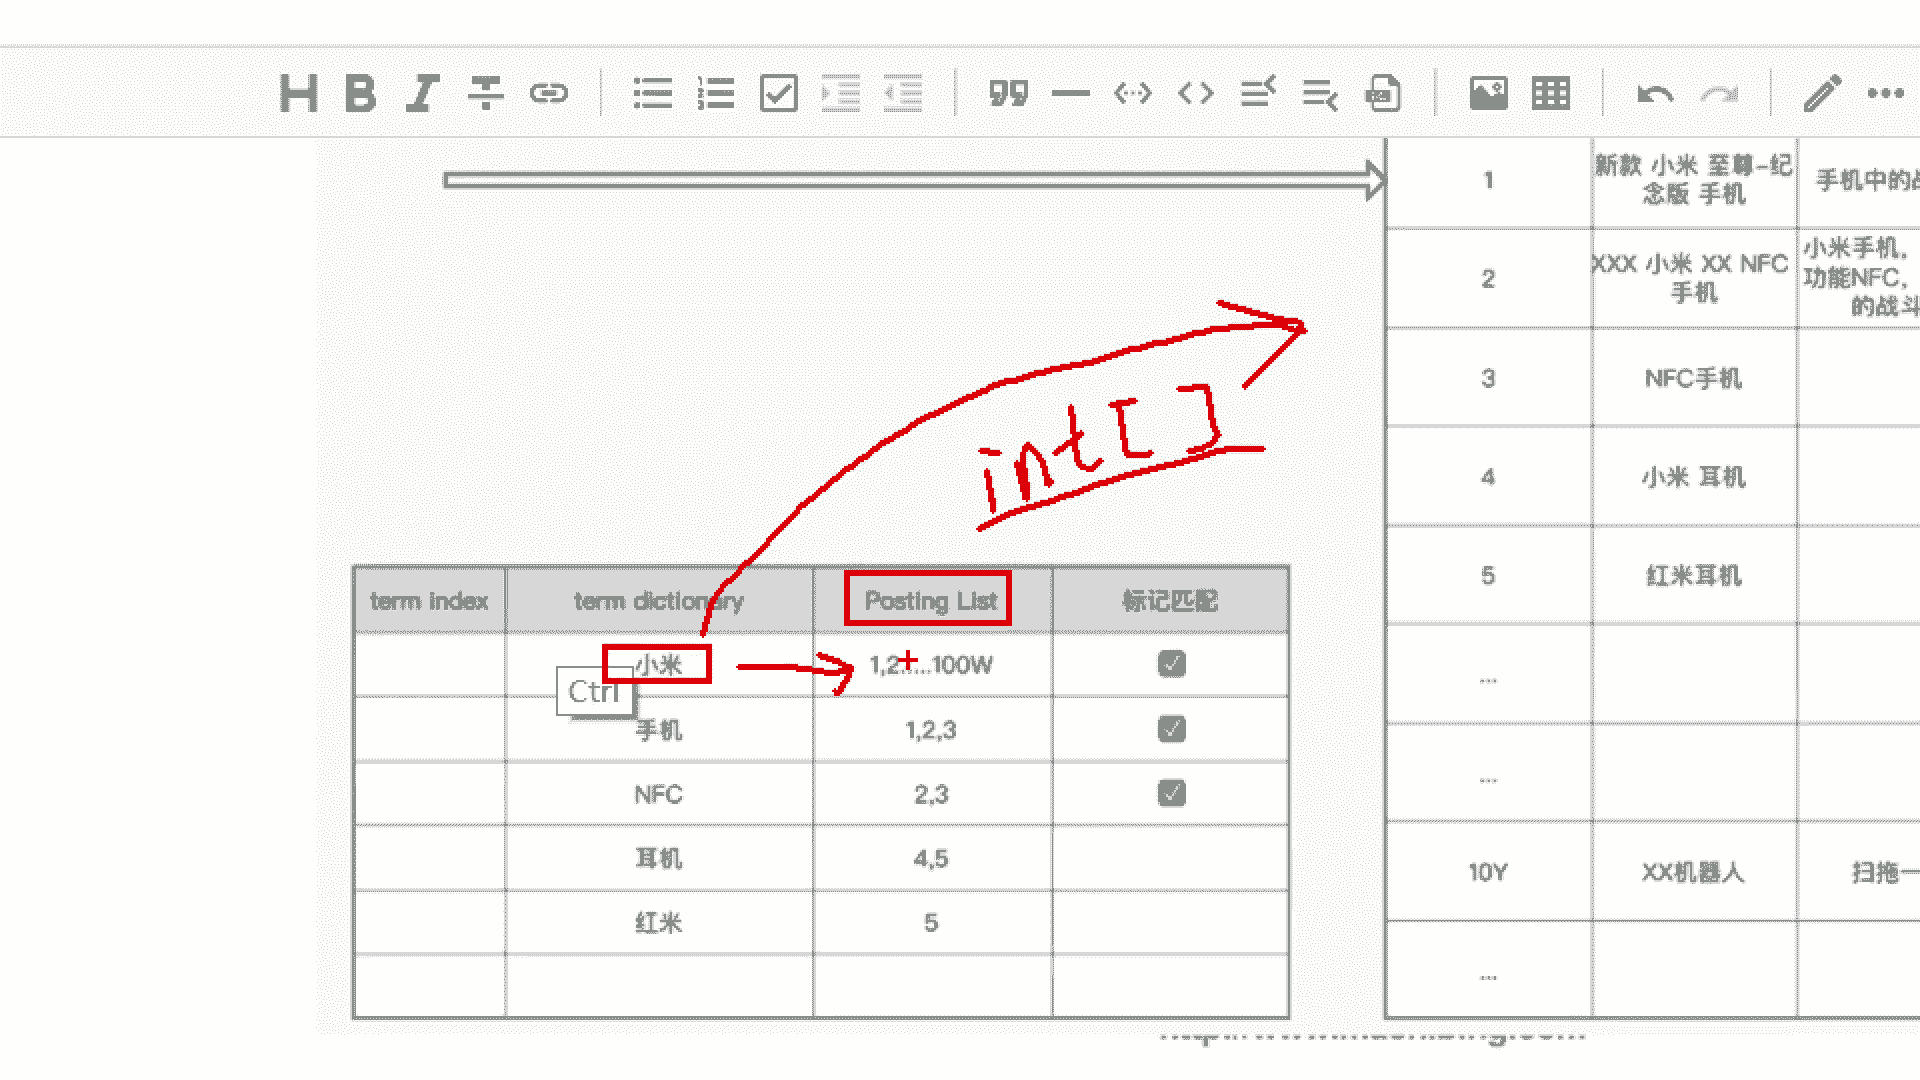 H B I T
1
新款 小米 至尊-纪
念版 手机
手机中的战
2
XXX 小米 XX NFC
手机
小米手机,
功能NFC,
的战斗
3
NFC手机
int[]
4
小米 耳机
5
红米耳机
term index
term dictionary
Posting List
标记匹配
小米
1,2.....100W
Ctrl
...
手机
1,2,3
NFC
2,3
...
耳机
4,5
10Y
XX机器人
扫拖一
红米
5
...